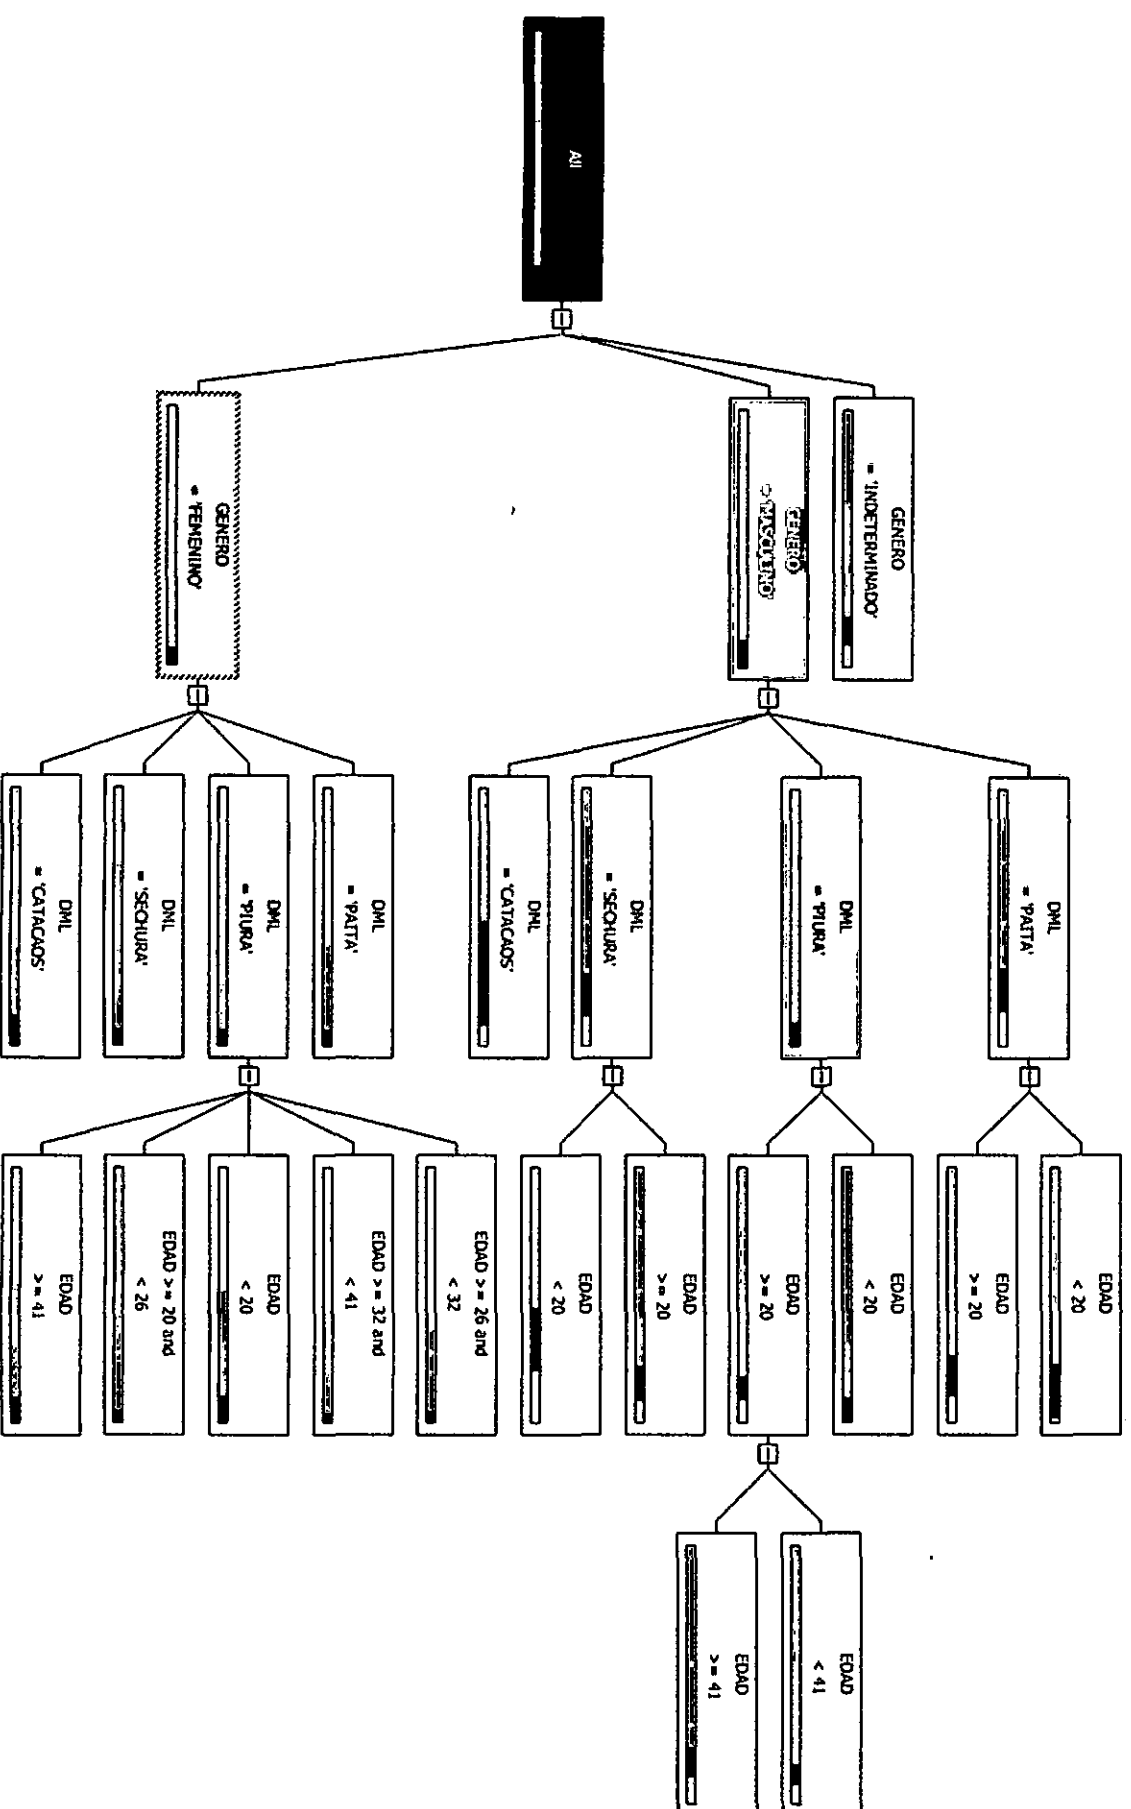 All
GENERO
= 'INDETERMINADO'
GENERO
= 'MASCULINO'
GENERO
= 'FEMENINO'
DML
= 'PAITA'
DML
= 'PIURA'
DML
= 'SECHURA'
DML
= 'CATACAOS'
DML
= 'PAITA'
DML
= 'PIURA'
DML
= 'SECHURA'
DML
= 'CATACAOS'
EDAD
< 20
EDAD
>= 20
EDAD
< 20
EDAD
>= 20
EDAD
>= 20
EDAD
< 20
EDAD >= 26 and
< 32
EDAD >= 32 and
< 41
EDAD
< 20
EDAD >= 20 and
< 26
EDAD
>= 41
EDAD
< 41
EDAD
>= 41